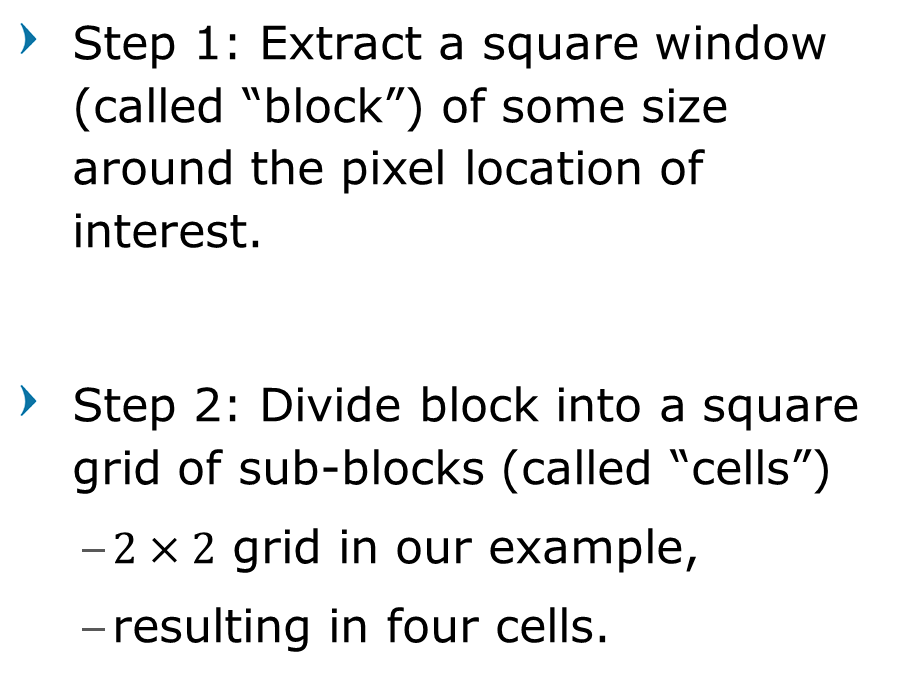 Step 1: Extract a square window
(called “block”) of some size
around the pixel location of
interest.
Step 2: Divide block into a square
grid of sub-blocks (called “cells”)
–2 × 2 grid in our example,
–resulting in four cells.